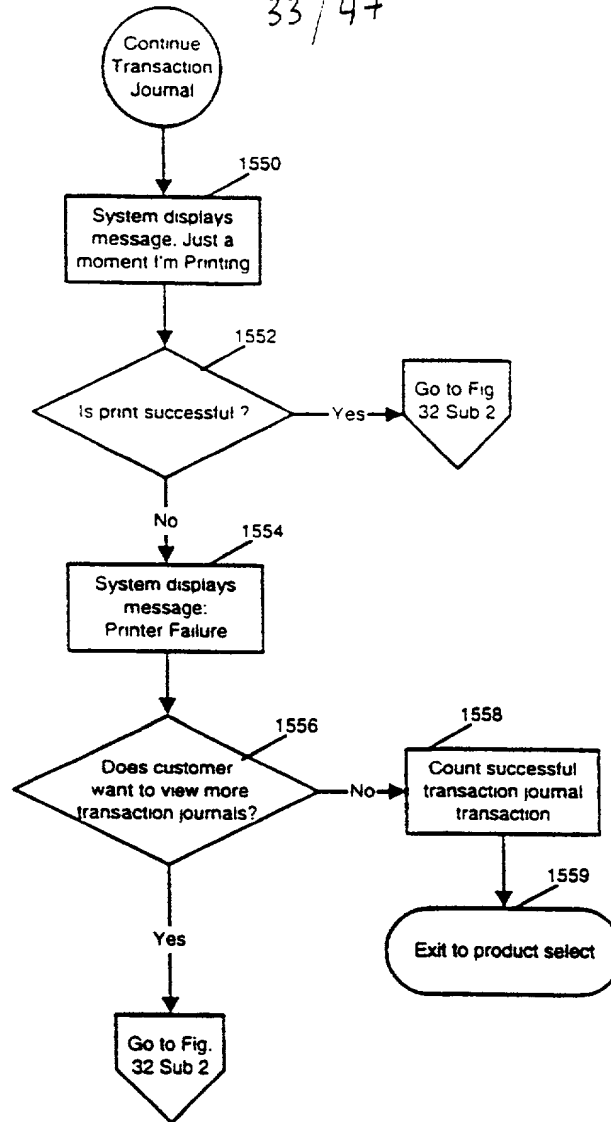 33/47
Continue
Transaction
Journal
1550
System displays
message. Just a
moment I'm Printing
1552
Is print successful ?
Yes
Go to Fig
32 Sub 2
No
1554
System displays
message:
Printer Failure
1556
Does customer
want to view more
transaction journals?
No
1558
Count successful
transaction journal
transaction
1559
Exit to product select
Yes
Go to Fig.
32 Sub 2